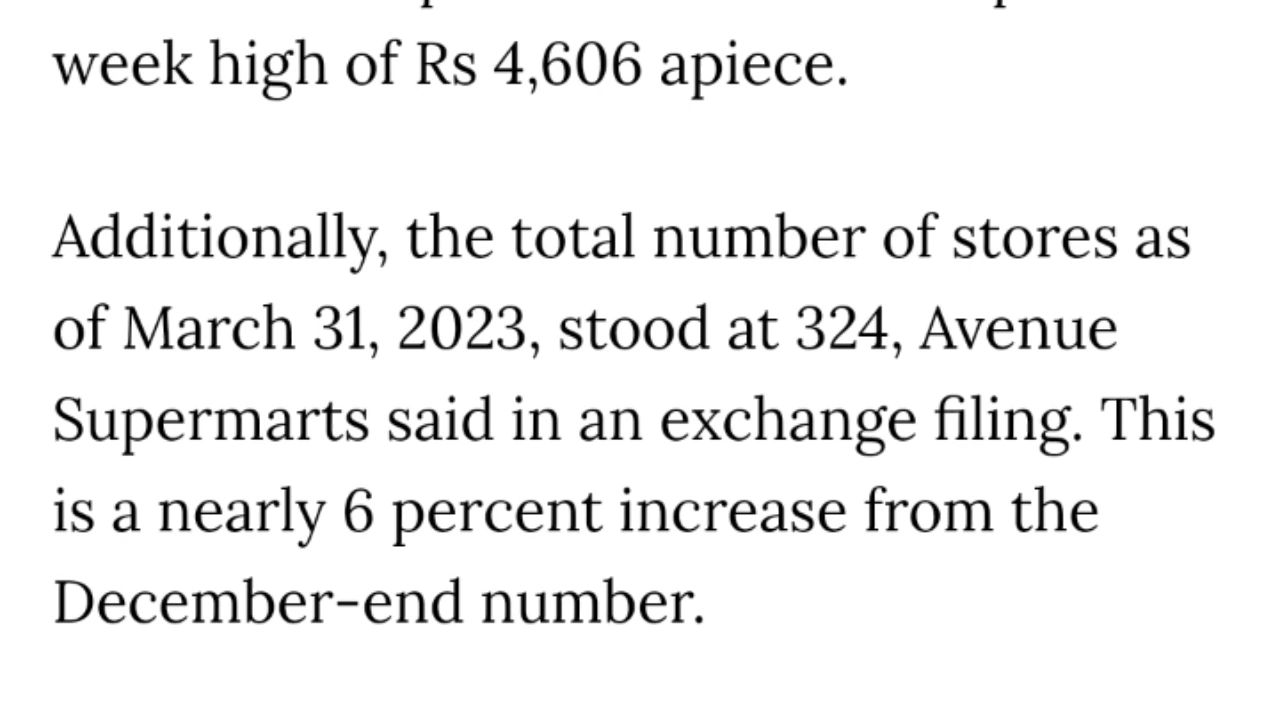 week high of Rs 4,606 apiece.
Additionally, the total number of stores as
of March 31, 2023, stood at 324, Avenue
Supermarts said in an exchange filing. This
is a nearly 6 percent increase from the
December-end number.